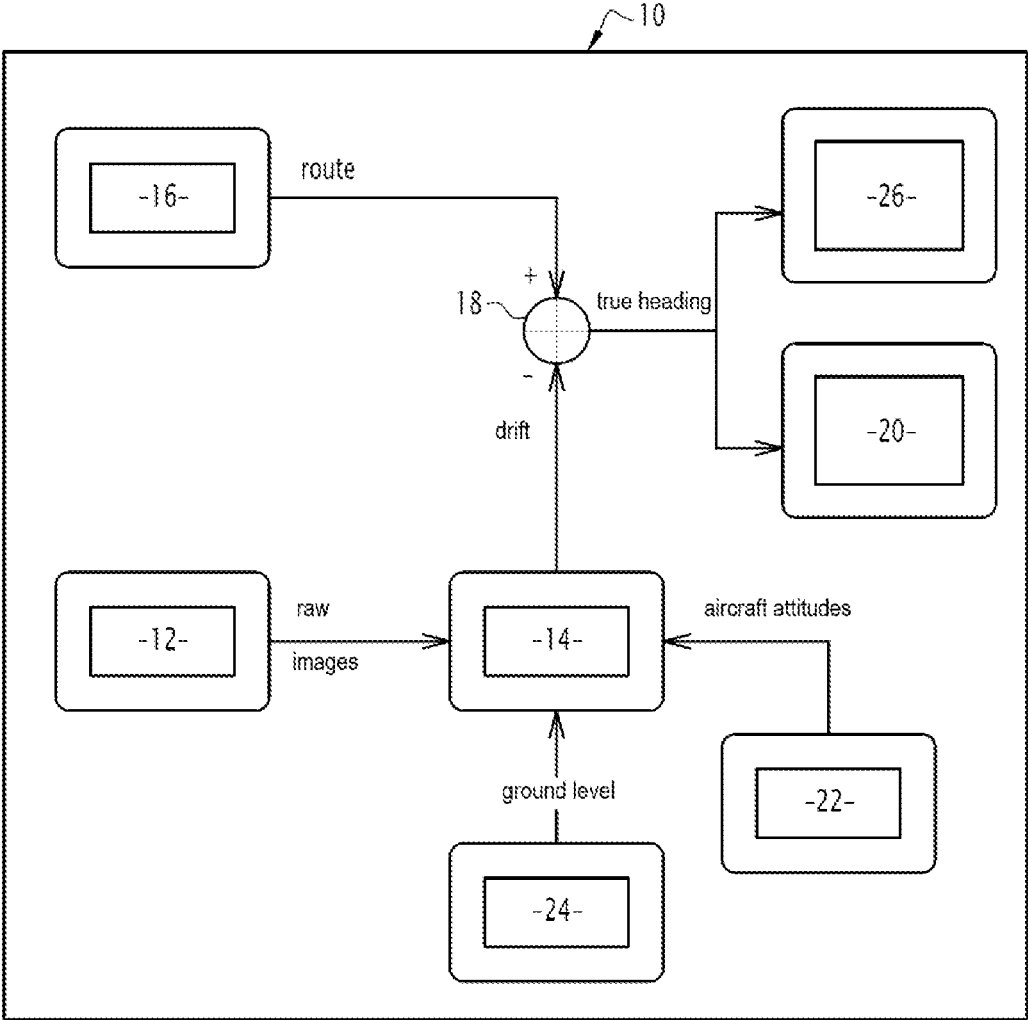 10
route
-16-
-26-
+
18
true heading
-
-20-
drift
raw
-12-
images
-14-
aircraft attitudes
ground level
-22-
-24-